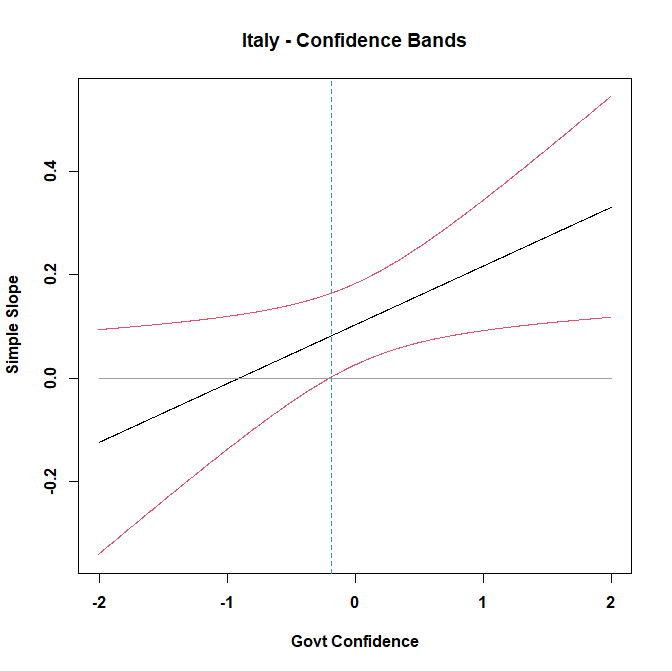 Italy - Confidence Bands
Simple Slope
0.4
0.2
0.0
-0.2
-2 -1 0 1 2
Govt Confidence